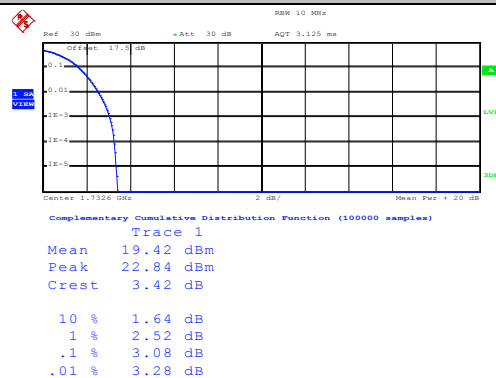 RBW 10 MHz
Ref 30 dBm Att 30 dB AQT 3.125 ms
Offset 17.5 dB
0.1
A
0.01
1 SA
VIEW
1E-3
LVL
1E-4
1E-5
3DB
Center 1.7326 GHz 2 dB/ Mean Pwr + 20 dB
Complementary Cumulative Distribution Function (100000 samples)
Trace 1
Mean 19.42 dBm
Peak 22.84 dBm
Crest 3.42 dB
10 % 1.64 dB
1 % 2.52 dB
.1 % 3.08 dB
.01 % 3.28 dB